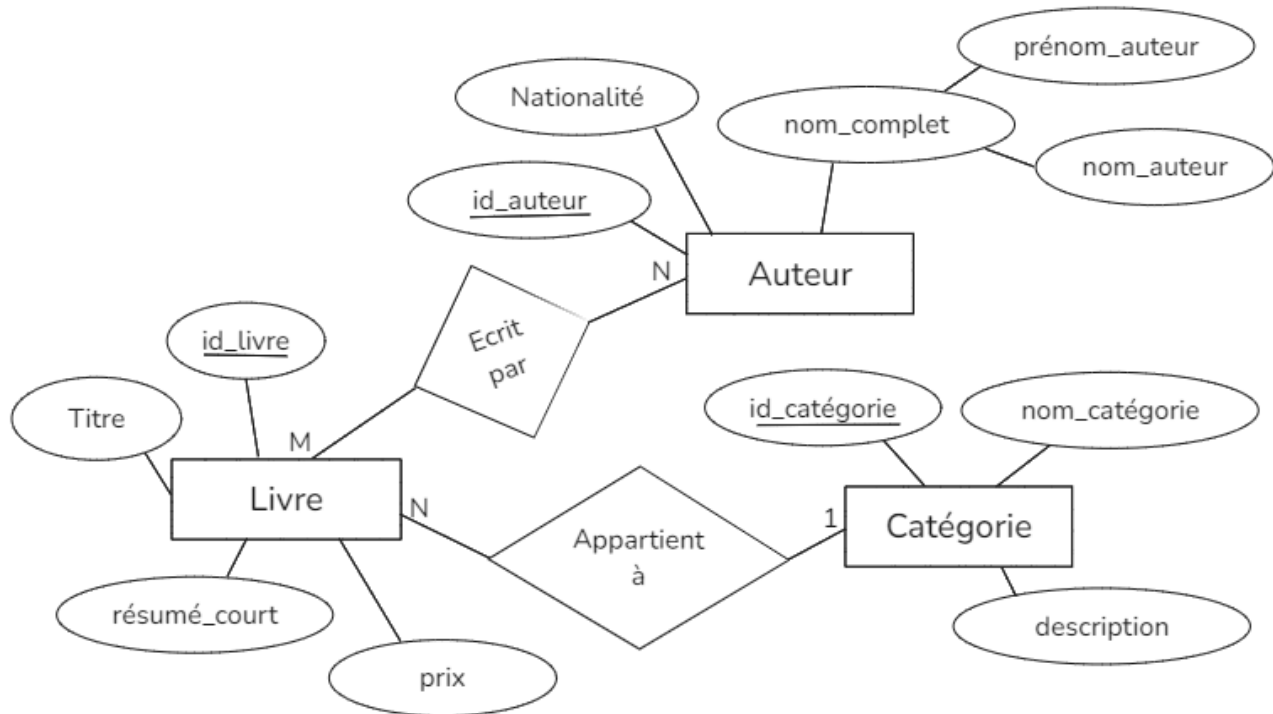 prénom_auteur
Nationalité
nom_complet
nom_auteur
id_auteur
N
Auteur
Ecrit
par
id_livre
Titre
M
id_catégorie
nom_catégorie
Livre
N
Appartient
à
1
Catégorie
résumé_court
description
prix